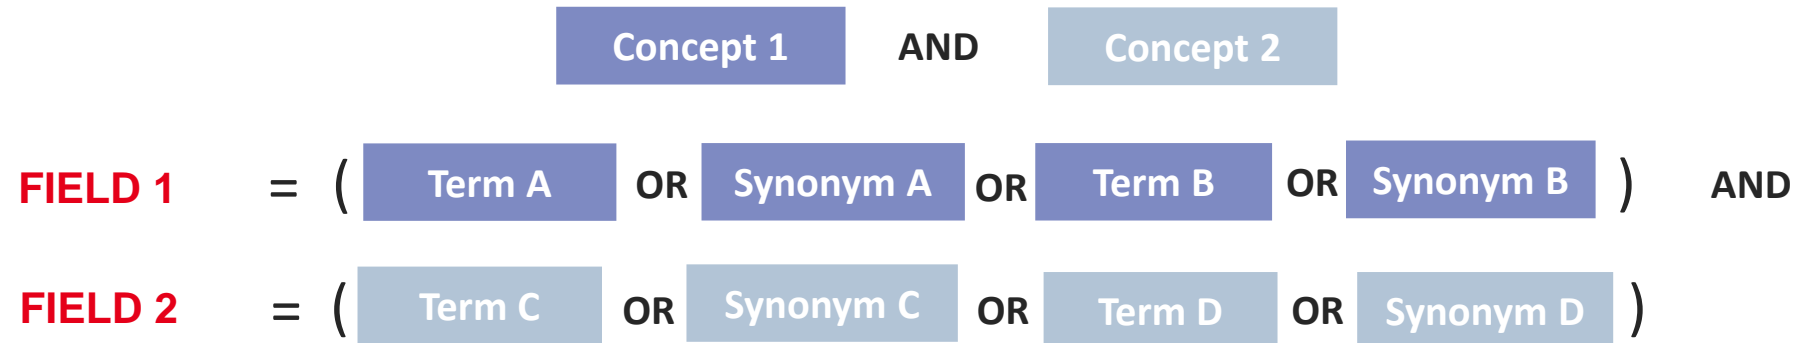 Concept 1 AND Concept 2
FIELD 1 = ( Term A OR Synonym A OR Term B OR Synonym B ) AND
FIELD 2 = ( Term C OR Synonym C OR Term D OR Synonym D )